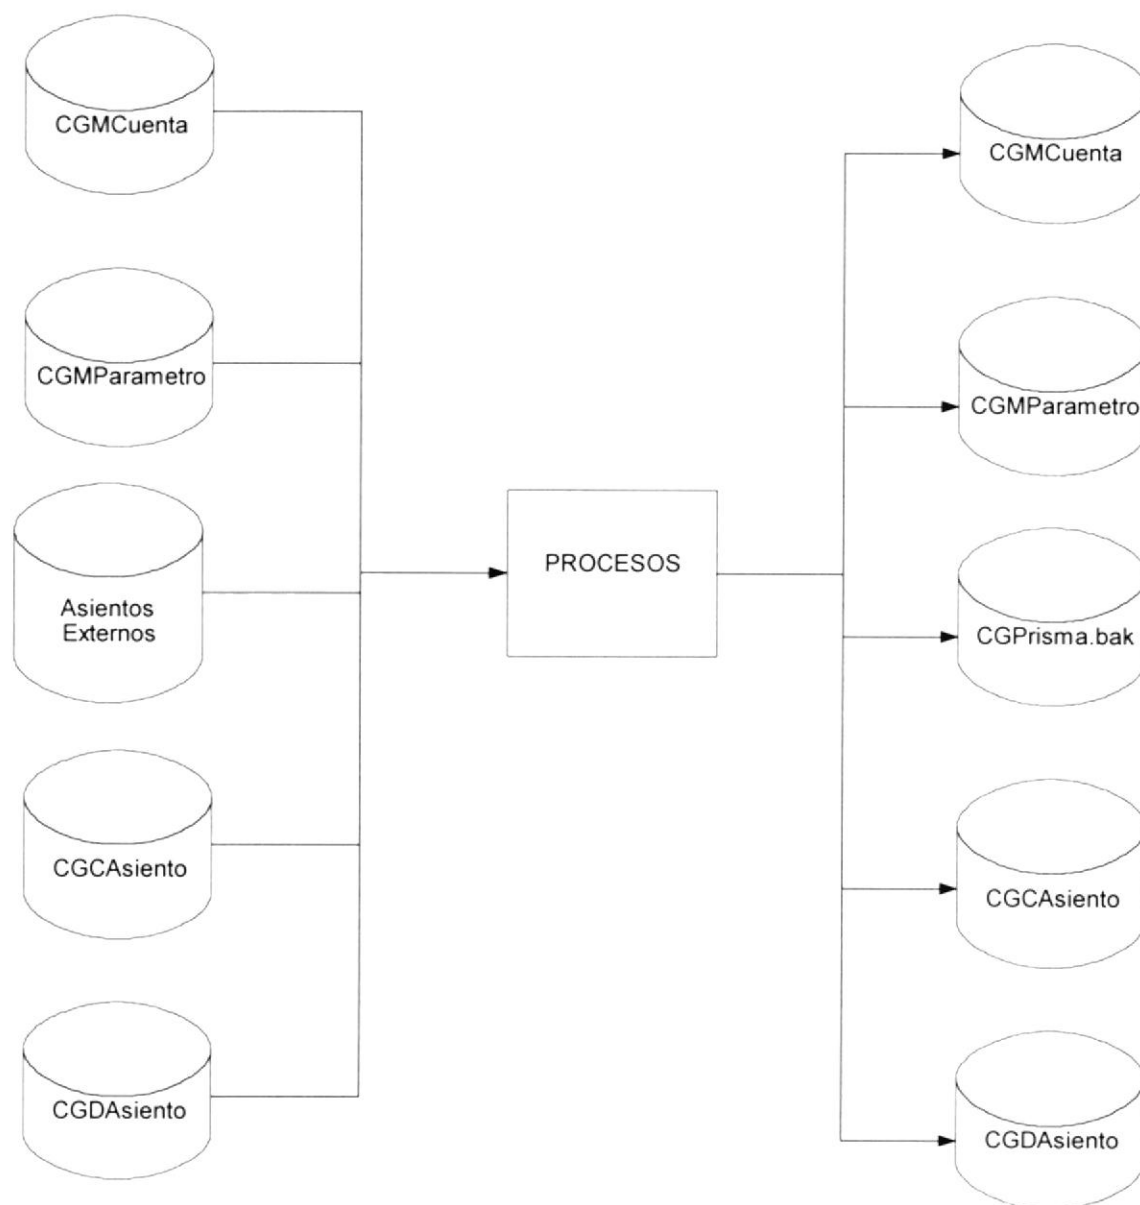 CGMCuenta
CGMParametro
Asientos
Externos
CGCAsiento
CGDAsiento
PROCESOS
CGMCuenta
CGMParametro
CGPrisma.bak
CGCAsiento
CGDAsiento